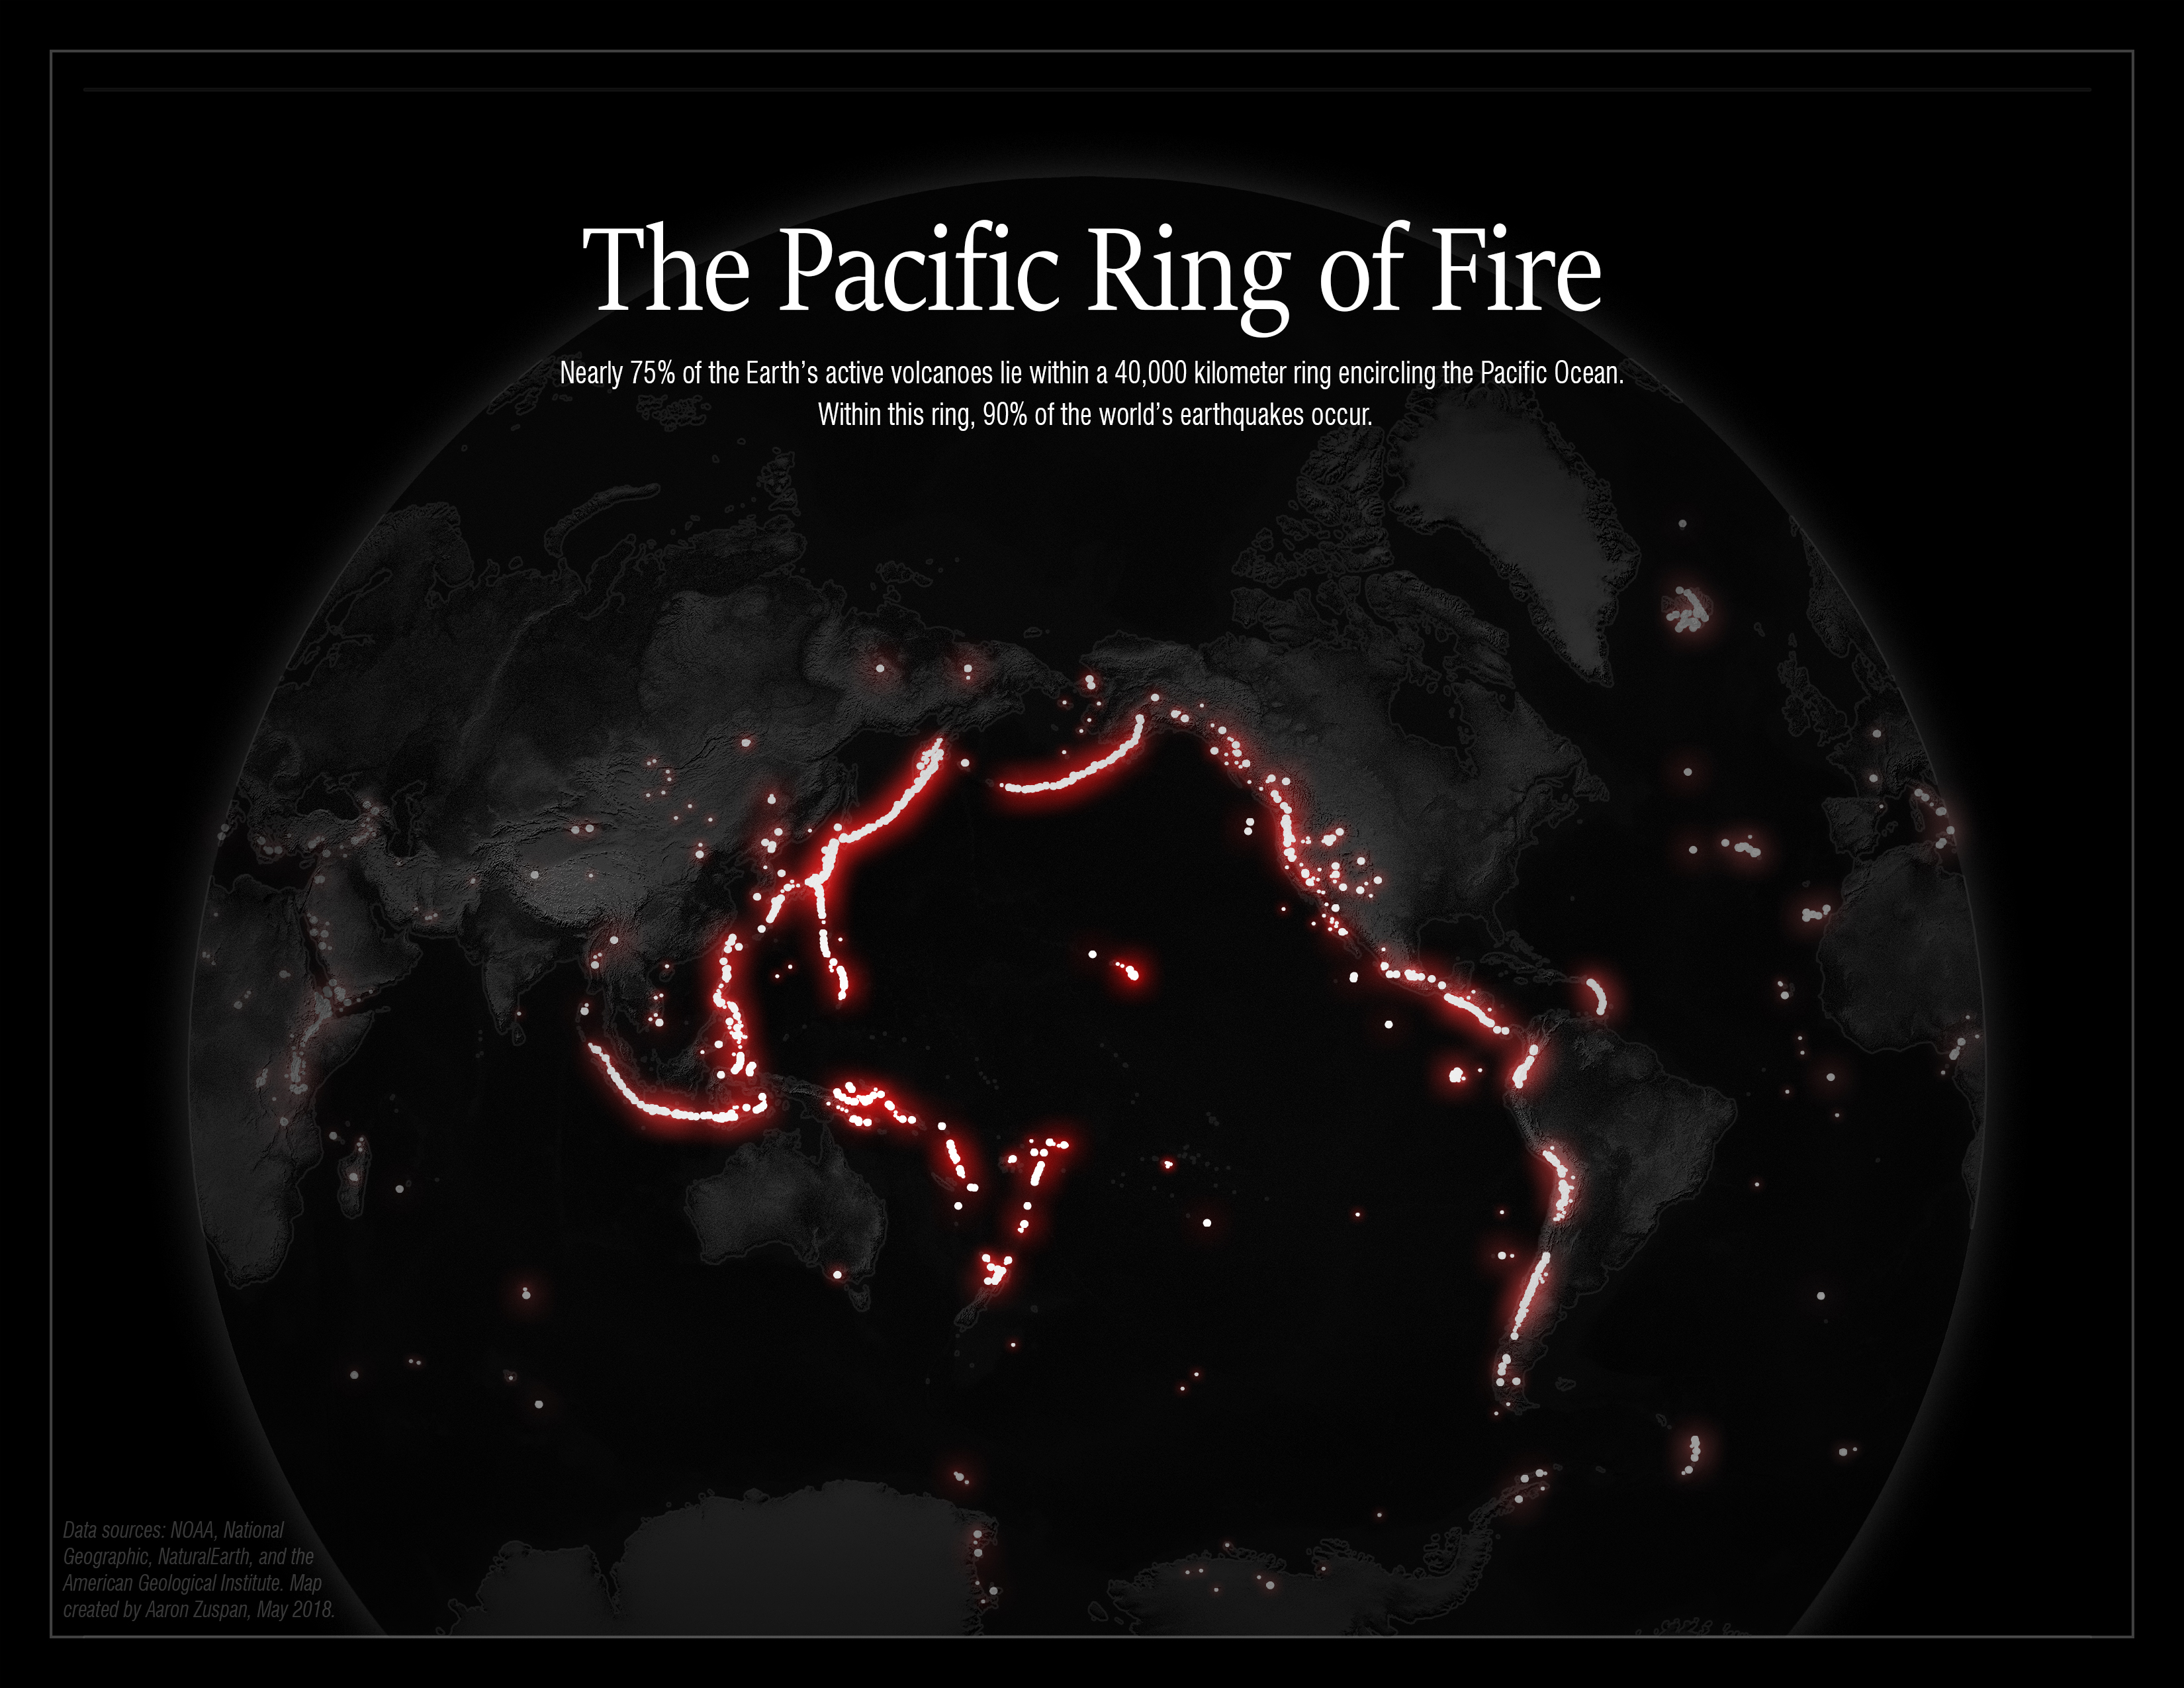 The Pacific Ring of Fire
Nearly 75% of the Earth’s active volcanoes lie within a 40,000 kilometer ring encircling the Pacific Ocean.
Within this ring, 90% of the world’s earthquakes occur.
Data sources: NOAA, National
Geographic, NaturalEarth, and the
American Geological Institute. Map
created by Aaron Zuspan, May 2018.